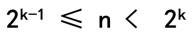 2ᵏ⁻¹ ≤ n < 2ᵏ